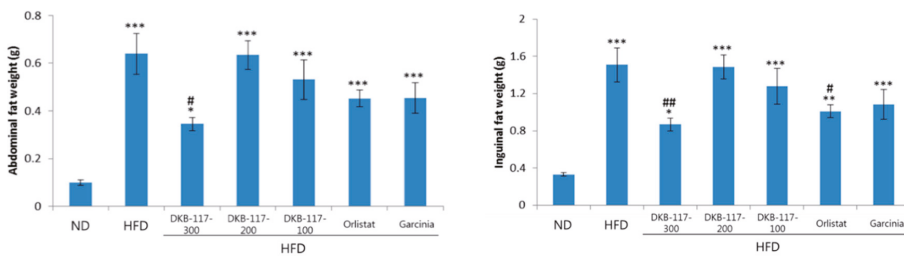 Abdominal fat weight (g)
0.8
0.6
0.4
0.2
0
***
#
*
***
***
***
***
ND
HFD
DKB-117-
300
DKB-117-
200
DKB-117-
100
Orlistat
Garcinia
HFD
Inguinal fat weight (g)
2
1.6
1.2
0.8
0.4
0
***
##
*
***
***
#
**
***
ND
HFD
DKB-117-
300
DKB-117-
200
DKB-117-
100
Orlistat
Garcinia
HFD